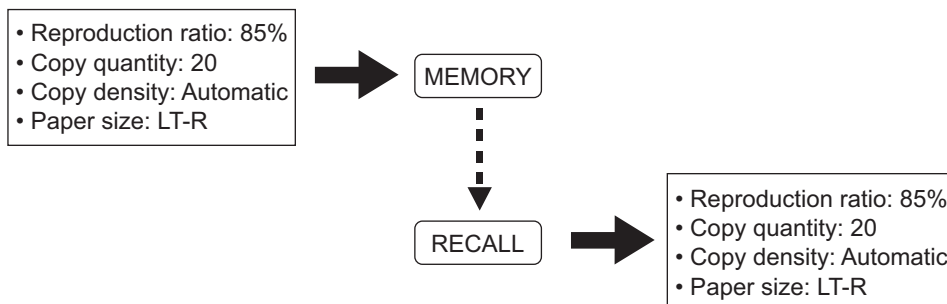 • Reproduction ratio: 85%
• Copy quantity: 20
• Copy density: Automatic
• Paper size: LT-R
MEMORY
RECALL
• Reproduction ratio: 85%
• Copy quantity: 20
• Copy density: Automatic
• Paper size: LT-R